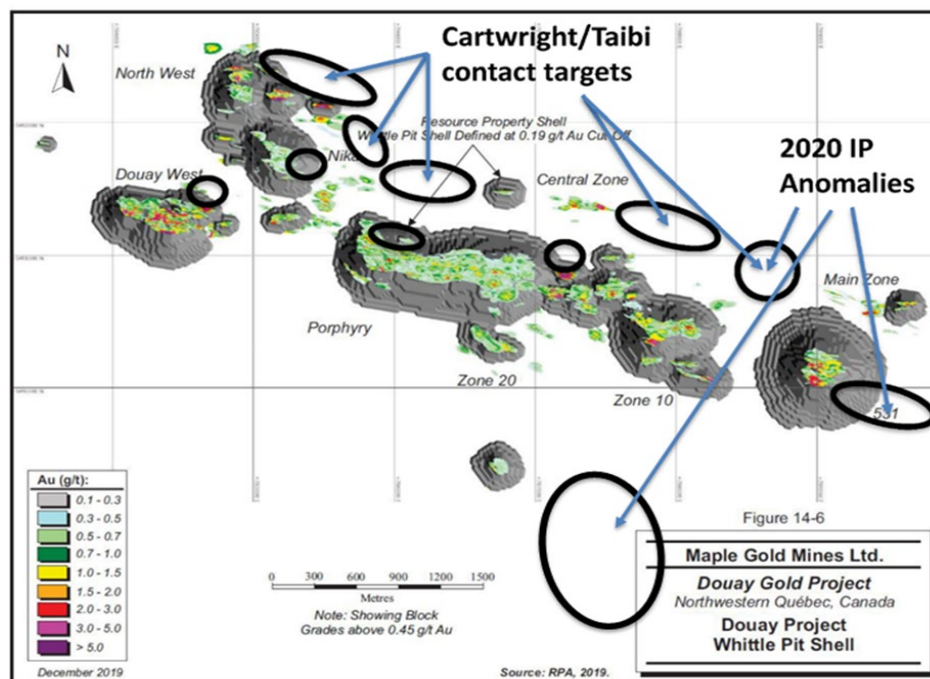 Cartwright/Taibi
contact targets
N
North West
Resource Property Shell
Whittle Pit Shell Defined at 0.19 g/t Au Cut Off
2020 IP
Anomalies
Douay West
Central Zone
Main Zone
Porphyry
Zone 20
Zone 10
531
Au (g/t):
0.1 - 0.3
0.3 - 0.5
0.5 - 0.7
0.7 - 1.0
1.0 - 1.5
1.5 - 2.0
2.0 - 3.0
3.0 - 5.0
> 5.0
December 2019
0 300 600 900 1200 1500
Metres
Note: Showing Block
Grades above 0.45 g/t Au
Source: RPA, 2019.
Figure 14-6
Maple Gold Mines Ltd.
Douay Gold Project
Northwestern Québec, Canada
Douay Project
Whittle Pit Shell